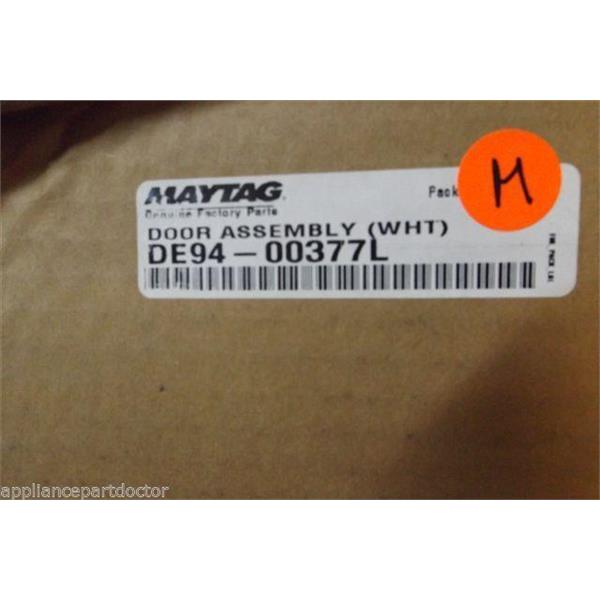 MAYTAG
Genuine Factory Parts
Pack
M
DOOR ASSEMBLY (WHT)
DE94-00377L
appliancepartdoctor